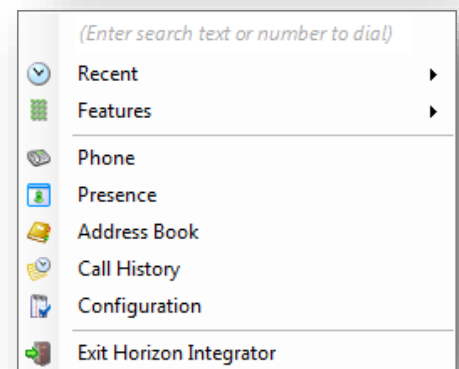 (Enter search text or number to dial)
Recent
Features
Phone
Presence
Address Book
Call History
Configuration
Exit Horizon Integrator